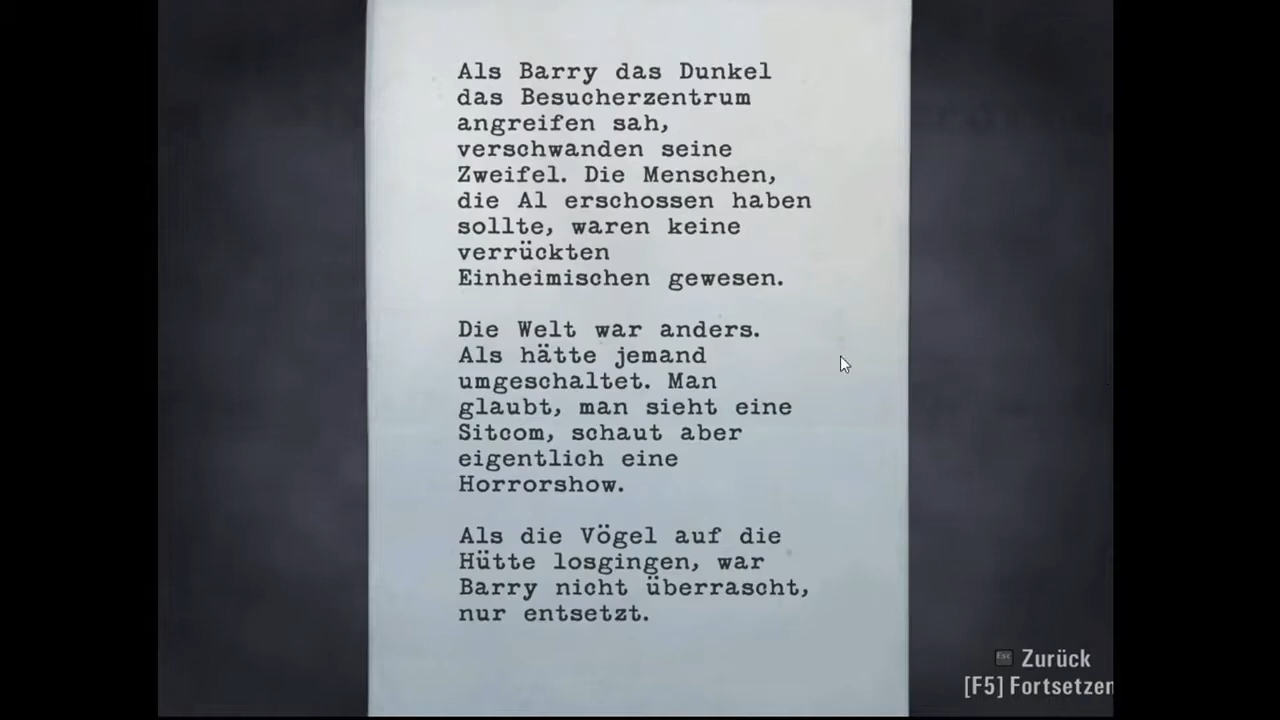 Als Barry das Dunkel
das Besucherzentrum
angreifen sah,
verschwanden seine
Zweifel. Die Menschen,
die Al erschossen haben
sollte, waren keine
verrückten
Einheimischen gewesen.
Die Welt war anders.
Als hätte jemand
umgeschaltet. Man
glaubt, man sieht eine
Sitcom, schaut aber
eigentlich eine
Horrorshow.
Als die Vögel auf die
Hütte losgingen, war
Barry nicht überrascht,
nur entsetzt.
Esc Zurück
[F5] Fortsetzen